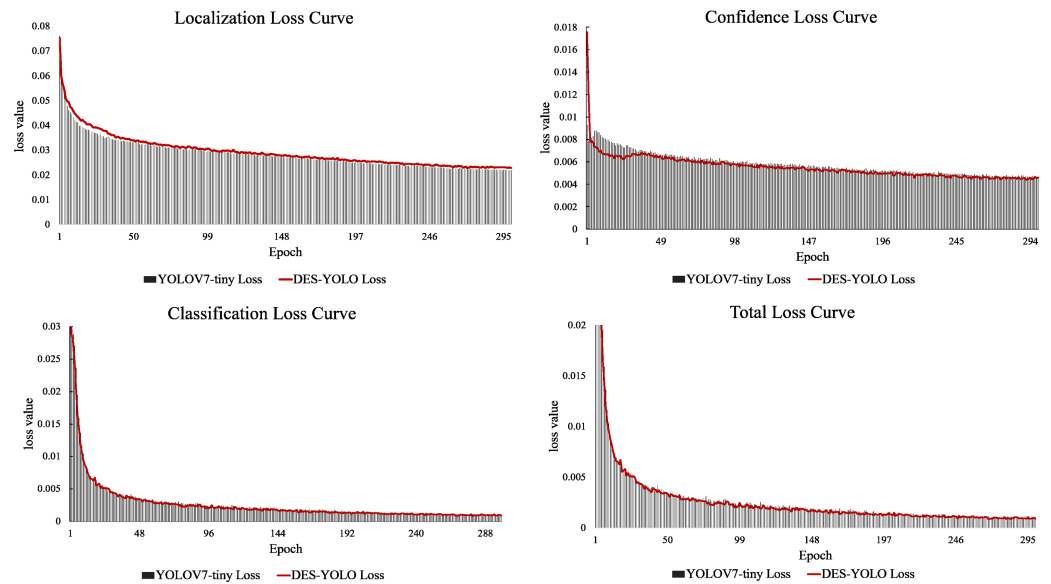 Localization Loss Curve
0.08
0.07
0.06
0.05
0.04
0.03
0.02
0.01
0
loss value
1 50 99 148 197 246 295
Epoch
YOLOV7-tiny Loss DES-YOLO Loss
Confidence Loss Curve
0.018
0.016
0.014
0.012
0.010
0.008
0.006
0.004
0.002
0
loss value
1 49 98 147 196 245 294
Epoch
YOLOV7-tiny Loss DES-YOLO Loss
Classification Loss Curve
0.03
0.025
0.02
0.015
0.01
0.005
0
loss value
1 48 96 144 192 240 288
Epoch
YOLOV7-tiny Loss DES-YOLO Loss
Total Loss Curve
0.02
0.015
0.01
0.005
0
loss value
1 50 99 148 197 246 295
Epoch
YOLOV7-tiny Loss DES-YOLO Loss